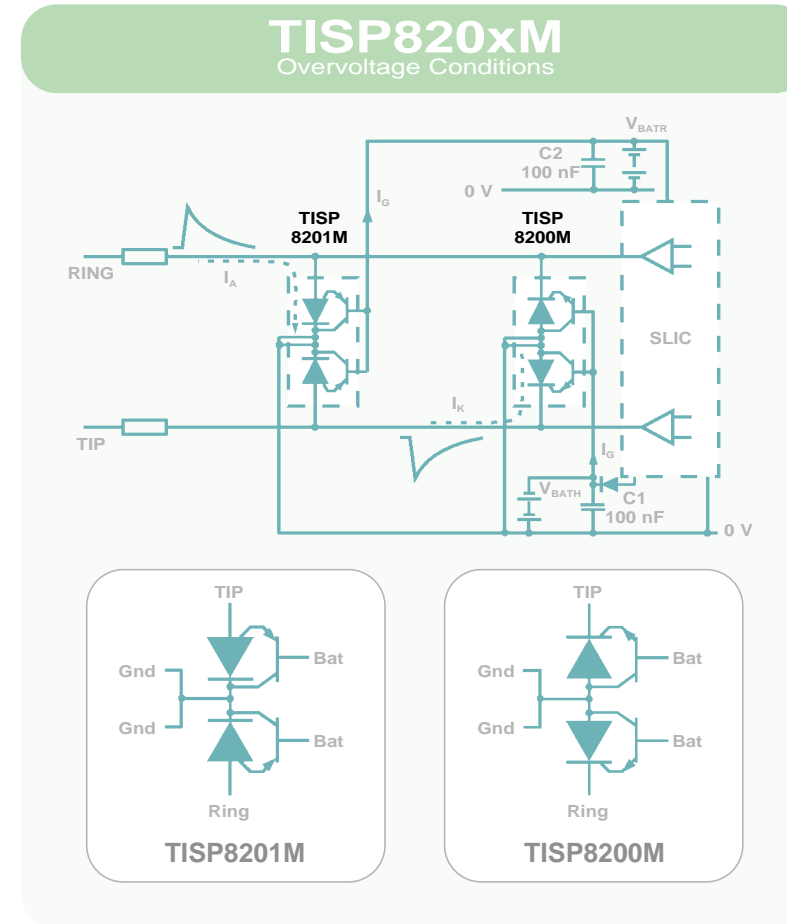 TISP820xM
Overvoltage Conditions
VBATR
C2
100 nF
0 V
IG
TISP
8201M
TISP
8200M
RING
IA
SLIC
IK
TIP
IG
VBATH
C1
100 nF
0 V
TIP
Gnd
Bat
Gnd
Bat
Ring
TISP8201M
TIP
Gnd
Bat
Gnd
Bat
Ring
TISP8200M